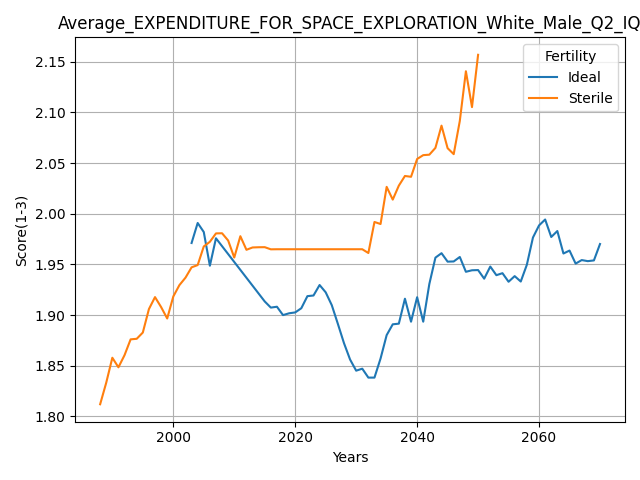 Average_EXPENDITURE_FOR_SPACE_EXPLORATION_White_Male_Q2_IQ
Fertility
Ideal
Sterile
2.15
2.10
2.05
2.00
1.95
1.90
1.85
1.80
Score(1-3)
2000
2020
2040
2060
Years